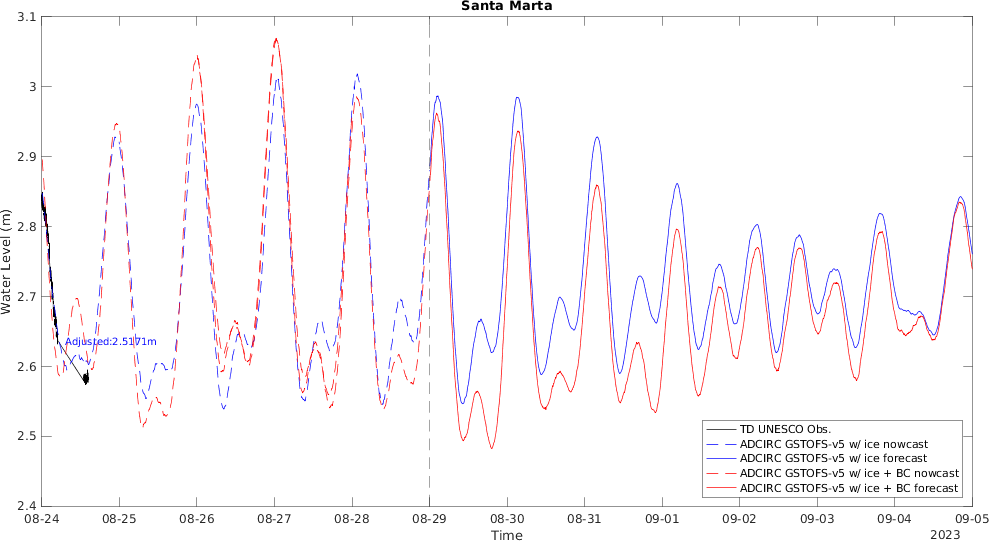 Santa Marta
Water Level (m)
3.1
3
2.9
2.8
2.7
2.6
2.5
2.4
Adjusted:2.5171m
TD UNESCO Obs.
ADCIRC GSTOFS-v5 w/ ice nowcast
ADCIRC GSTOFS-v5 w/ ice forecast
ADCIRC GSTOFS-v5 w/ ice + BC nowcast
ADCIRC GSTOFS-v5 w/ ice + BC forecast
08-24 08-25 08-26 08-27 08-28 08-29 08-30 08-31 09-01 09-02 09-03 09-04 09-05
Time
2023